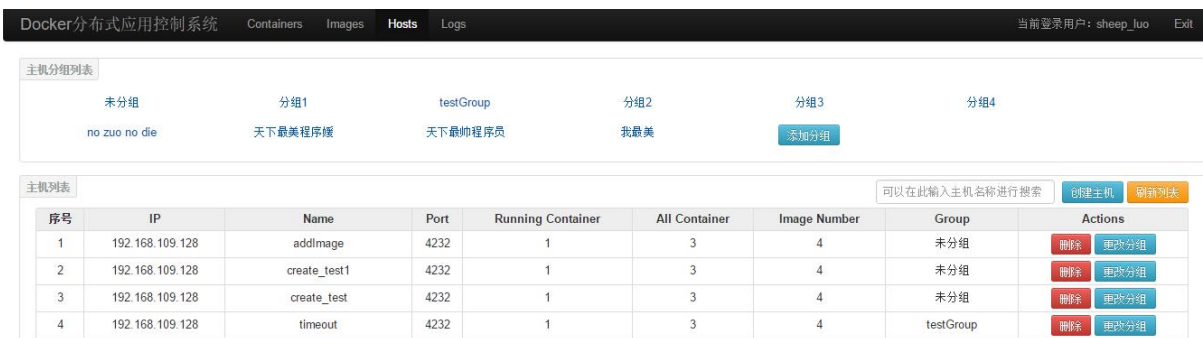 Docker分布式应用控制系统 Containers Images Hosts Logs 当前登录用户：sheep_luo Exit
主机分组列表
未分组 分组1 testGroup 分组2 分组3 分组4
no zuo no die 天下最美程序媛 天下最帅程序员 我最美 添加分组
主机列表 可以在此输入主机名称进行搜索 创建主机 刷新列表
序号 IP Name Port Running Container All Container Image Number Group Actions
1 192.168.109.128 addImage 4232 1 3 4 未分组 删除 更改分组
2 192.168.109.128 create_test1 4232 1 3 4 未分组 删除 更改分组
3 192.168.109.128 create_test 4232 1 3 4 未分组 删除 更改分组
4 192.168.109.128 timeout 4232 1 3 4 testGroup 删除 更改分组